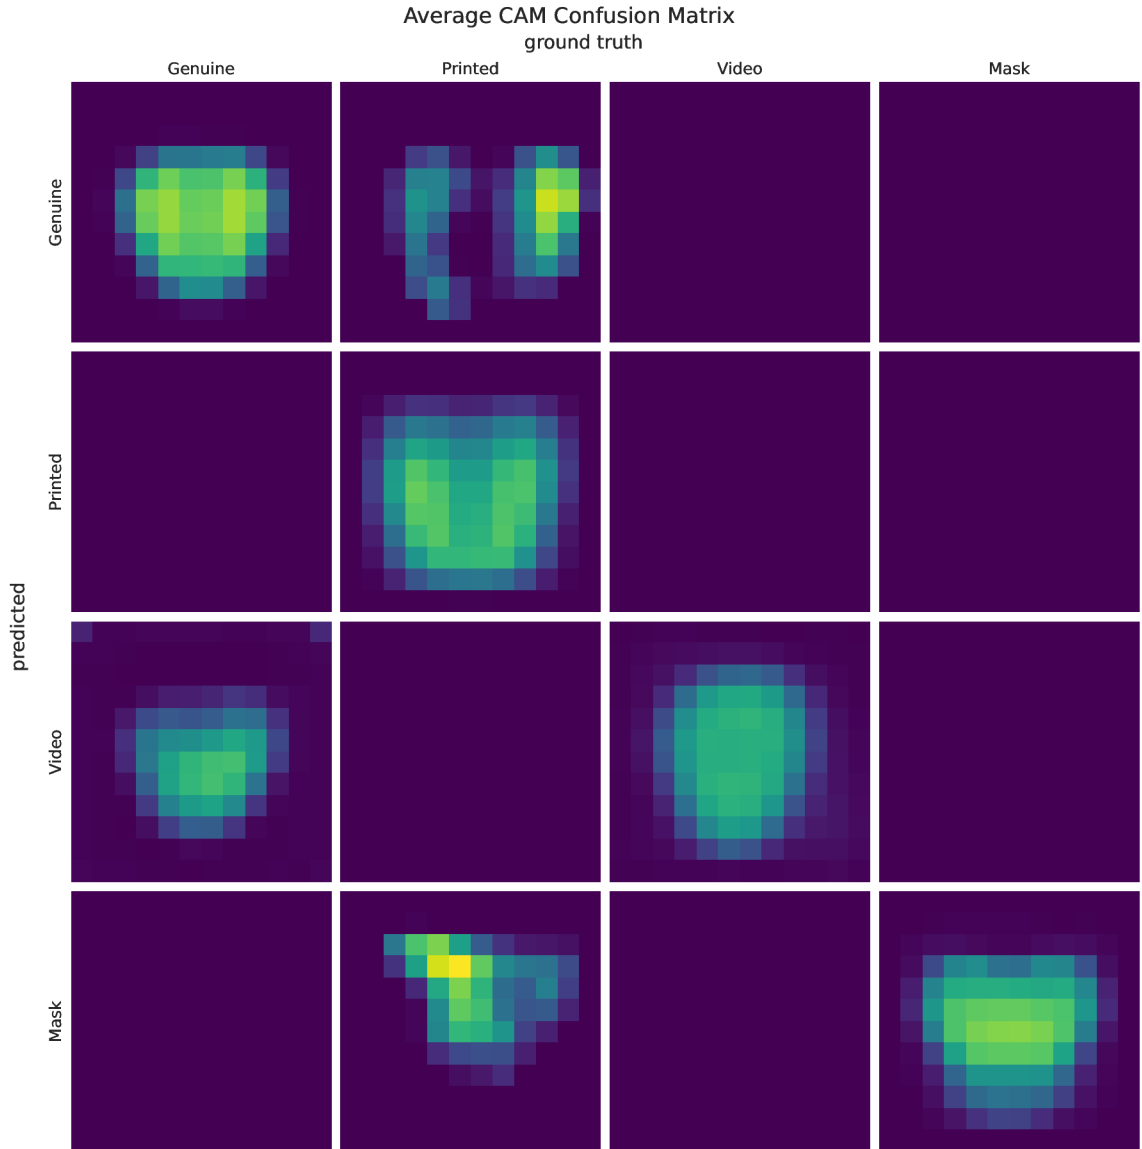 Average CAM Confusion Matrix
ground truth
Genuine Printed Video Mask
Genuine
Printed
predicted
Video
Mask